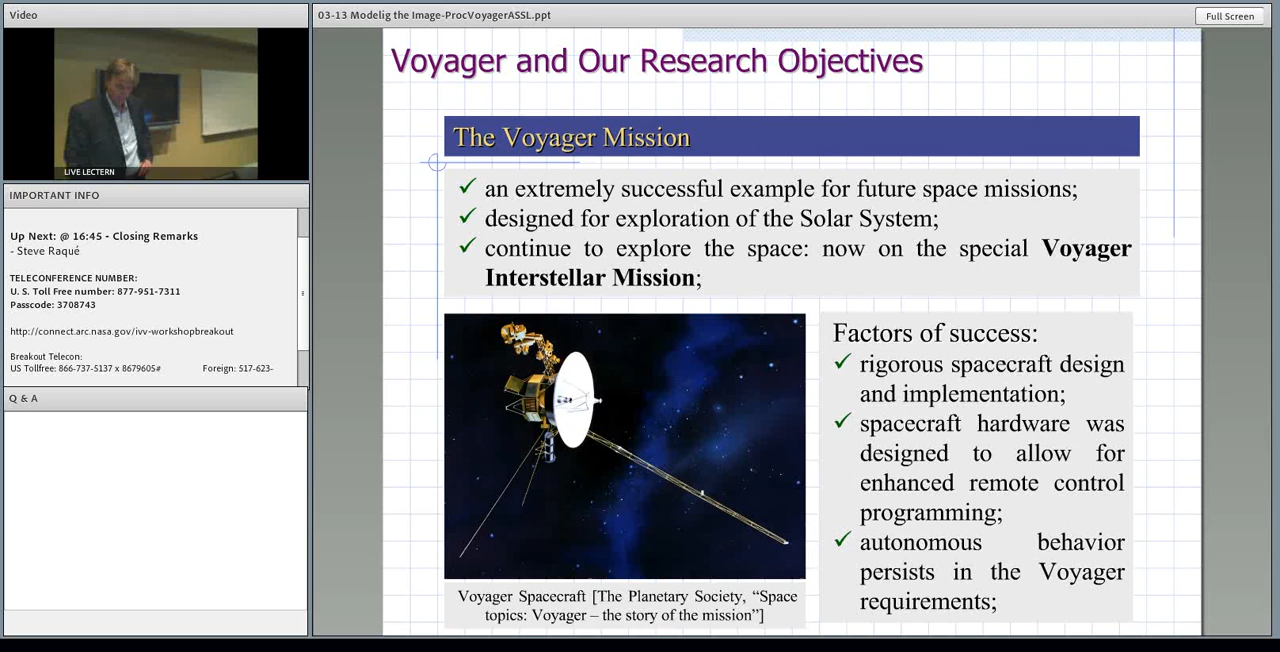 Video
LIVE LECTERN
IMPORTANT INFO
Up Next: @ 16:45 - Closing Remarks
- Steve Raqué
TELECONFERENCE NUMBER:
U. S. Toll Free number: 877-951-7311
Passcode: 3708743
http://connect.arc.nasa.gov/ivv-workshopbreakout
Breakout Telecon:
US Tollfree: 866-737-5137 x 8679605# Foreign: 517-623-
Q & A
03-13 Modelig the Image-ProcVoyagerASSL.ppt
Full Screen
Voyager and Our Research Objectives
The Voyager Mission
✓ an extremely successful example for future space missions;
✓ designed for exploration of the Solar System;
✓ continue to explore the space: now on the special Voyager
Interstellar Mission;
Voyager Spacecraft [The Planetary Society, “Space
topics: Voyager – the story of the mission”]
Factors of success:
✓ rigorous spacecraft design
and implementation;
✓ spacecraft hardware was
designed to allow for
enhanced remote control
programming;
✓ autonomous behavior
persists in the Voyager
requirements;